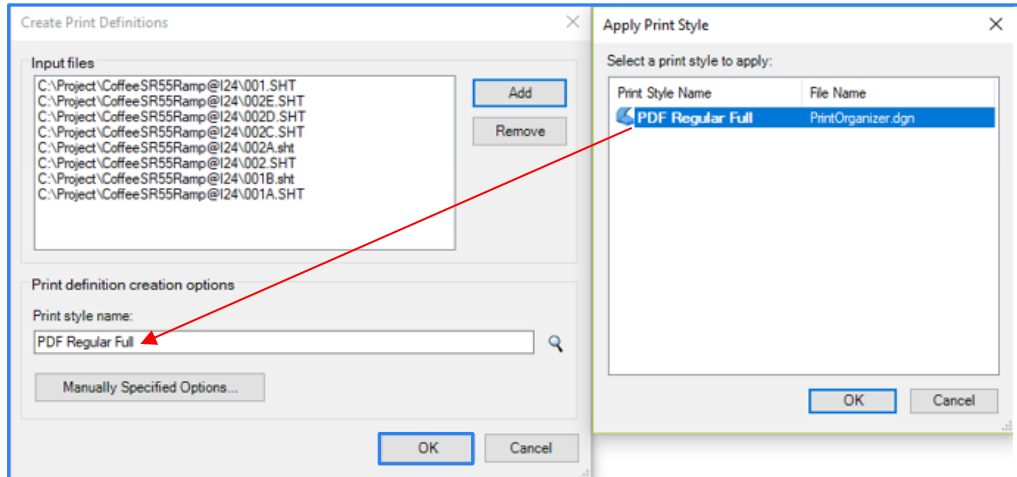 Create Print Definitions
Input files
C:\Project\CoffeeSR55Ramp@I24\001.SHT
C:\Project\CoffeeSR55Ramp@I24\002E.SHT
C:\Project\CoffeeSR55Ramp@I24\002D.SHT
C:\Project\CoffeeSR55Ramp@I24\002C.SHT
C:\Project\CoffeeSR55Ramp@I24\002A.sht
C:\Project\CoffeeSR55Ramp@I24\002.SHT
C:\Project\CoffeeSR55Ramp@I24\001B.sht
C:\Project\CoffeeSR55Ramp@I24\001A.SHT
Add
Remove
Print definition creation options
Print style name:
PDF Regular Full
Manually Specified Options...
OK Cancel
Apply Print Style
Select a print style to apply:
Print Style Name File Name
PDF Regular Full PrintOrganizer.dgn
OK Cancel